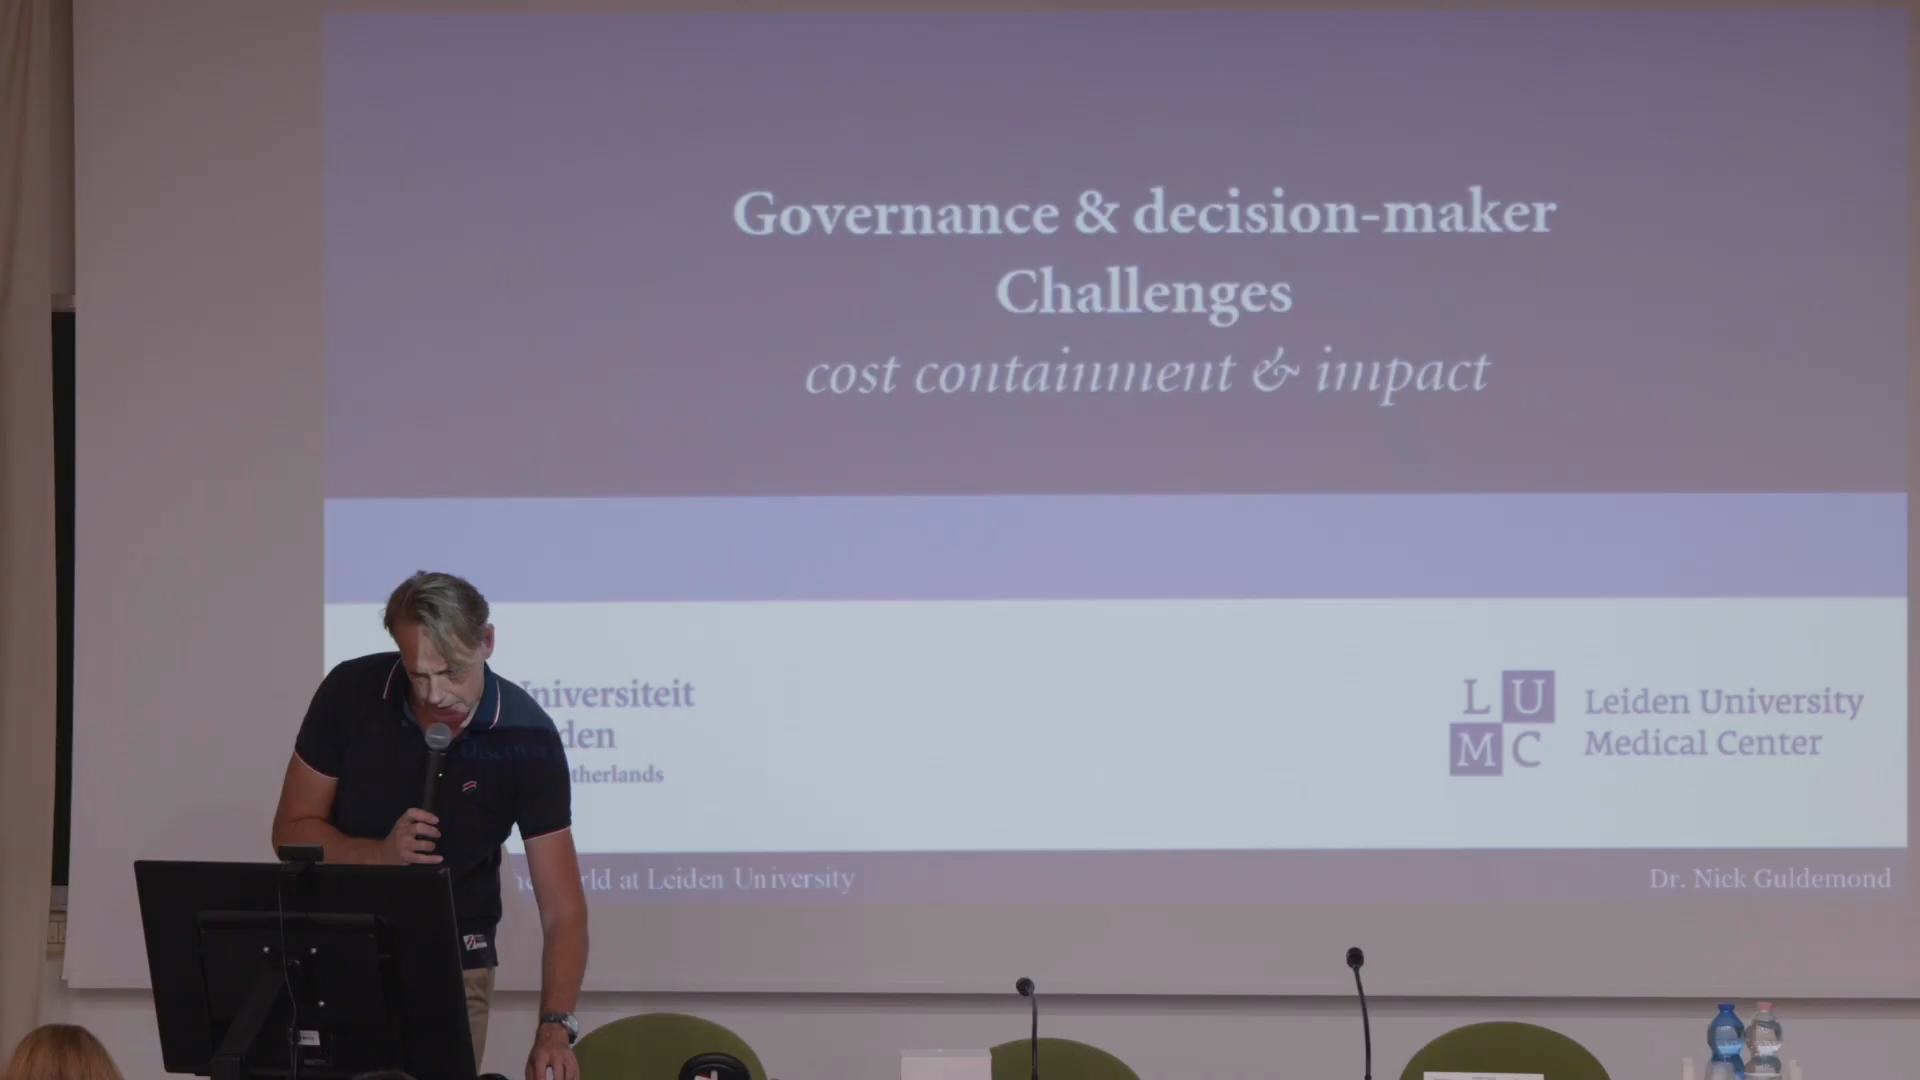 Governance & decision-maker
Challenges
cost containment & impact
Universiteit
den
therlands
Discover
L U
M C
Leiden University
Medical Center
rld at Leiden University
Dr. Nick Guldemond